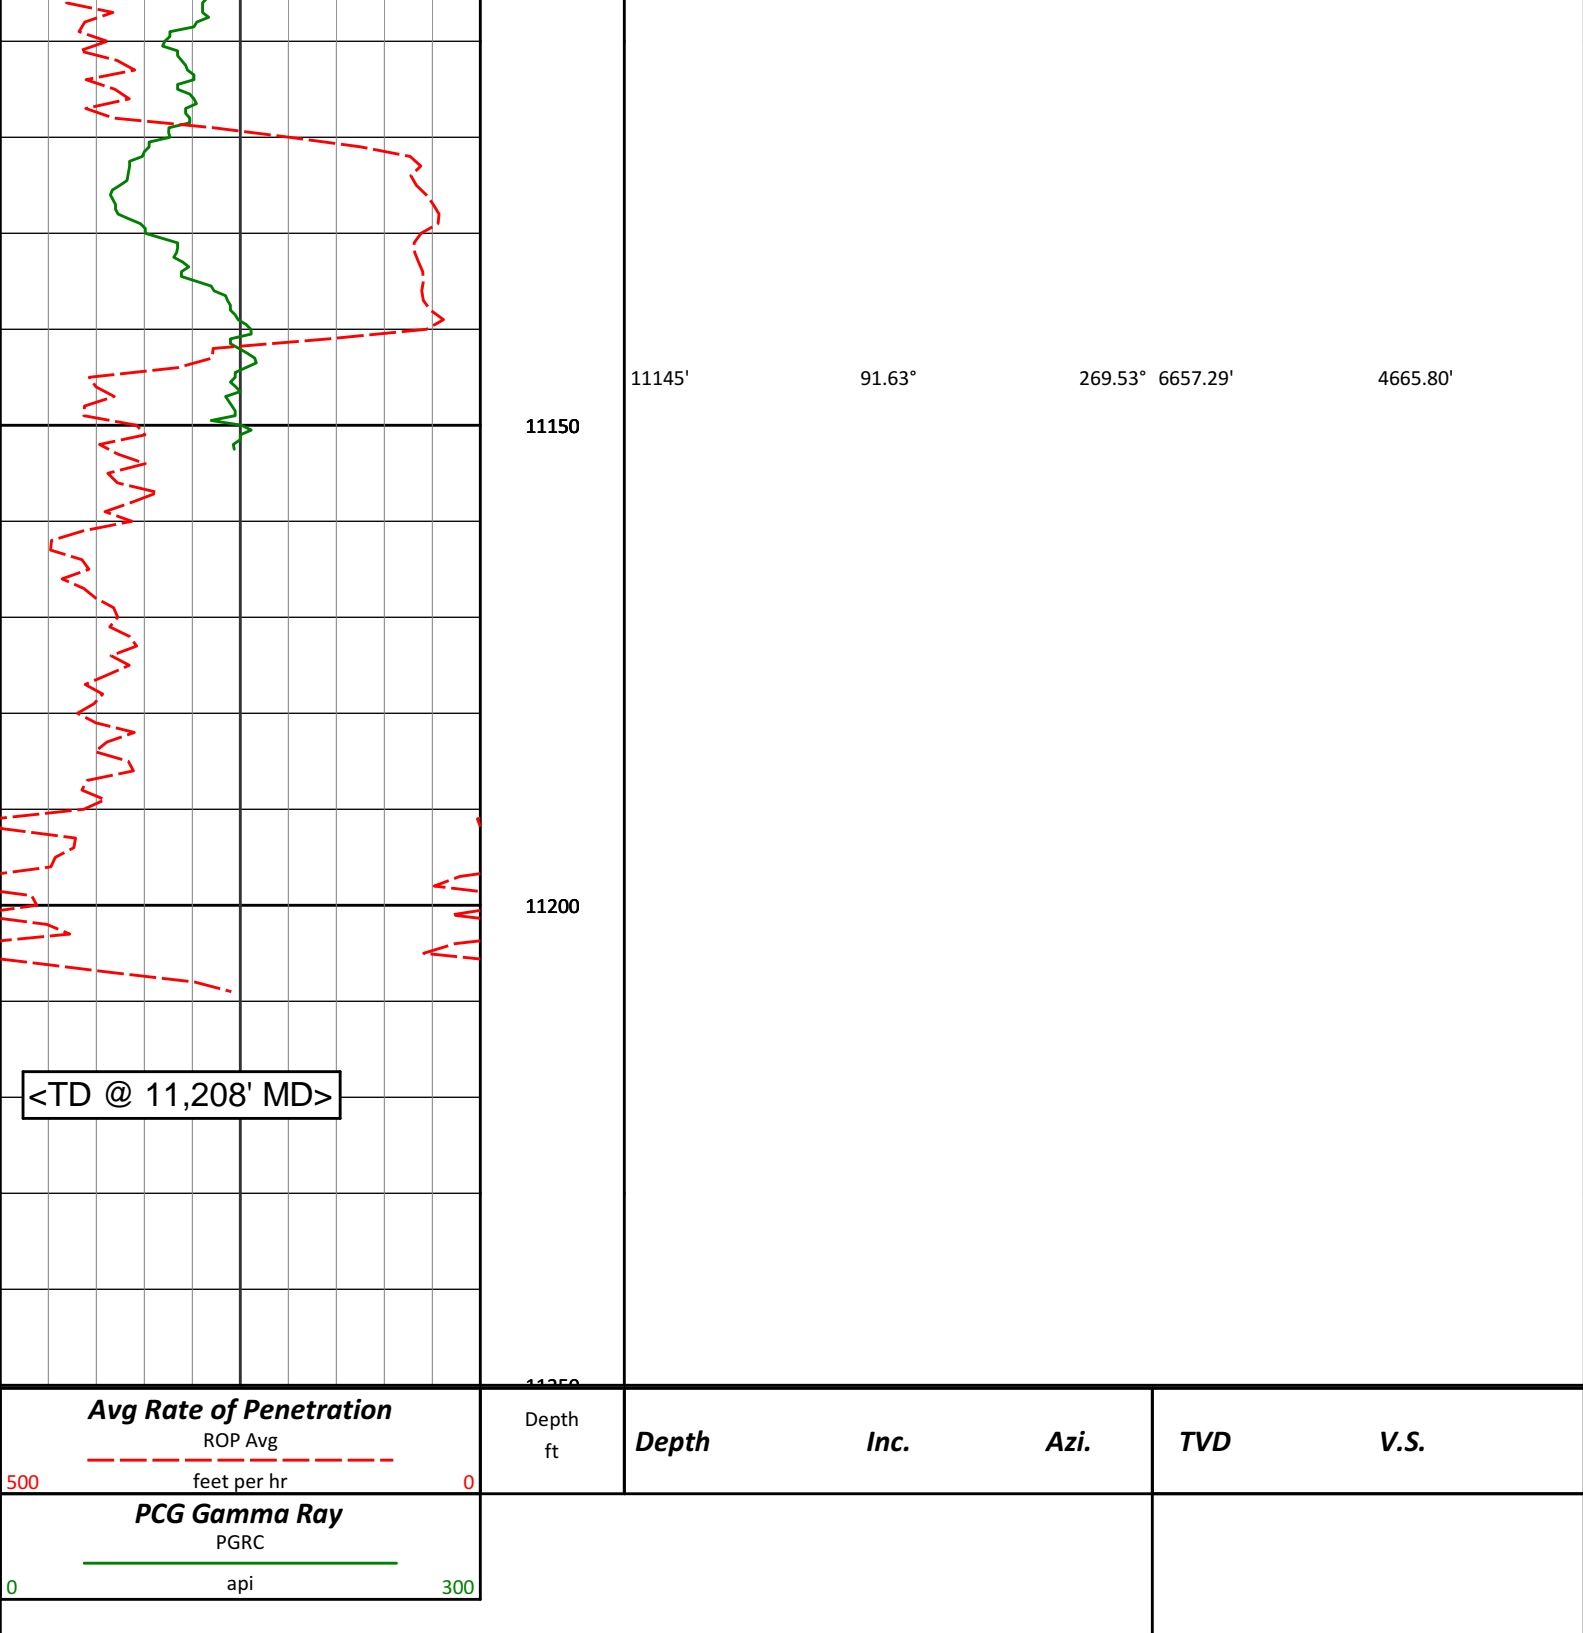 11145' 91.63° 269.53° 6657.29' 4665.80'
11150
11200
<TD @ 11,208' MD>
Avg Rate of Penetration
ROP Avg
500 feet per hr 0
PCG Gamma Ray
PGRC
0 api 300
Depth
ft
Depth Inc. Azi. TVD V.S.